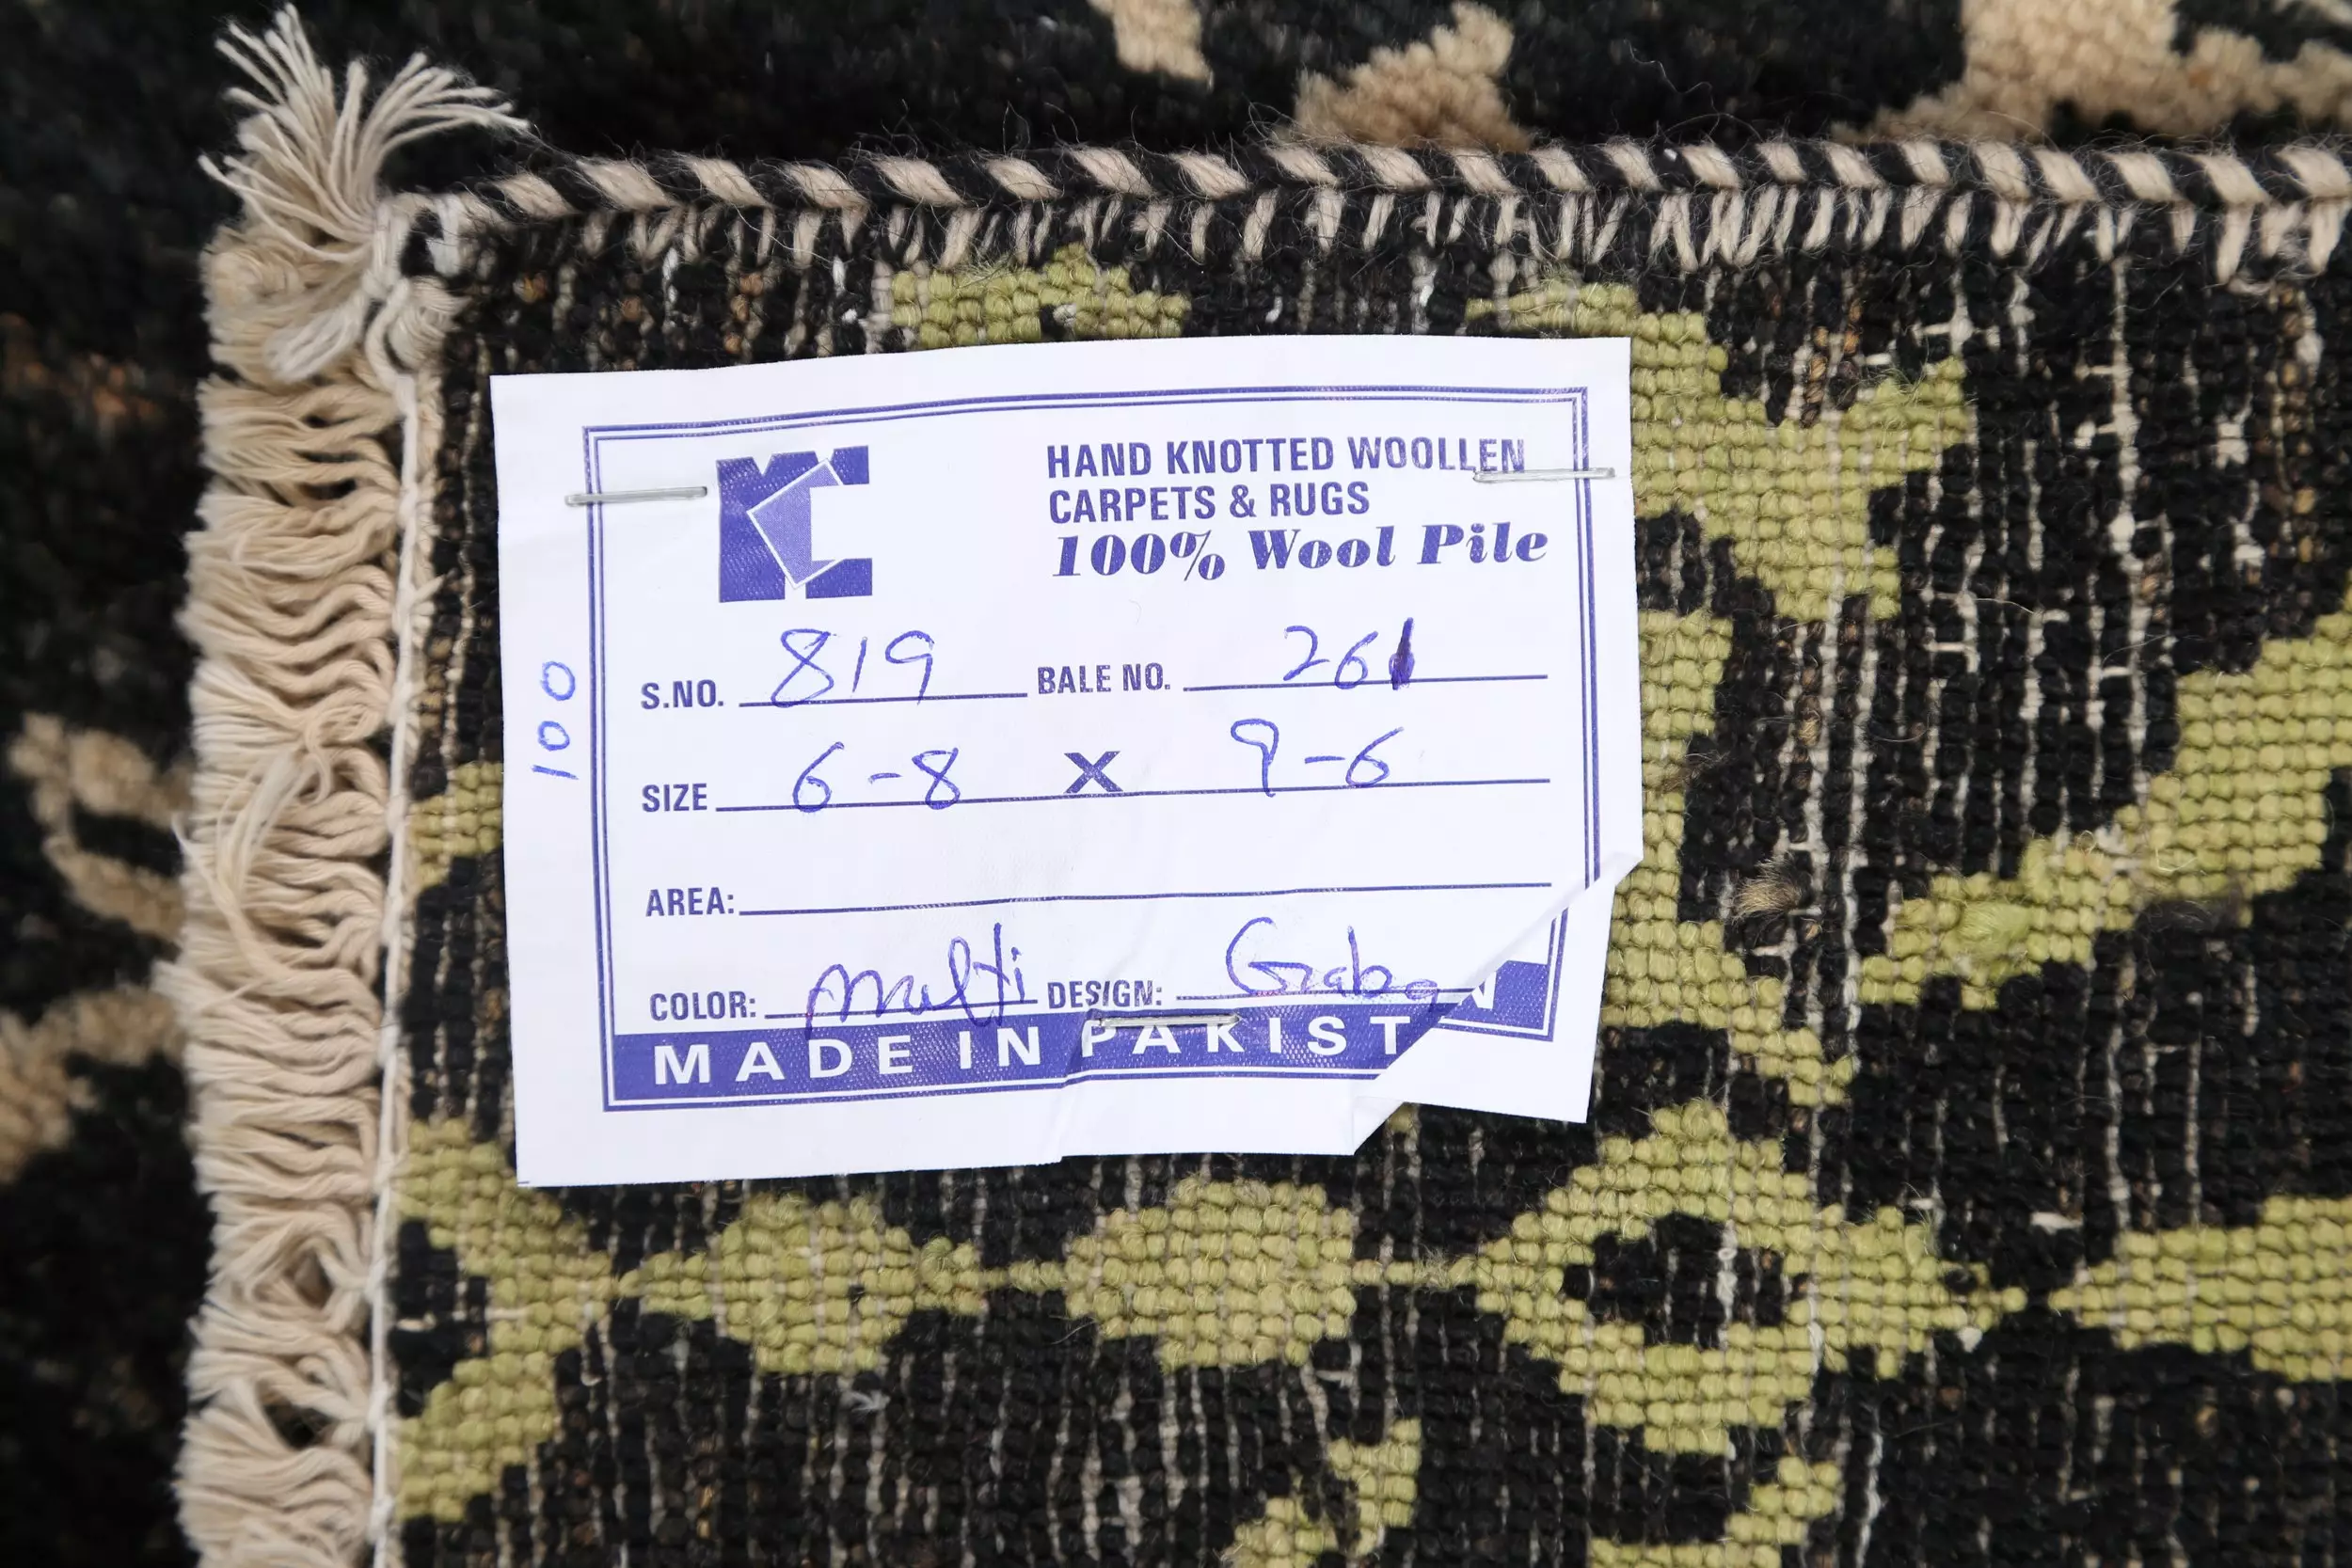 HAND KNOTTED WOOLLEN
CARPETS & RUGS
100% Wool Pile
S.NO. 819 BALE NO. 261
100
SIZE 6-8 X 9-6
AREA:
COLOR: multi DESIGN:
MADE IN PAKIST N